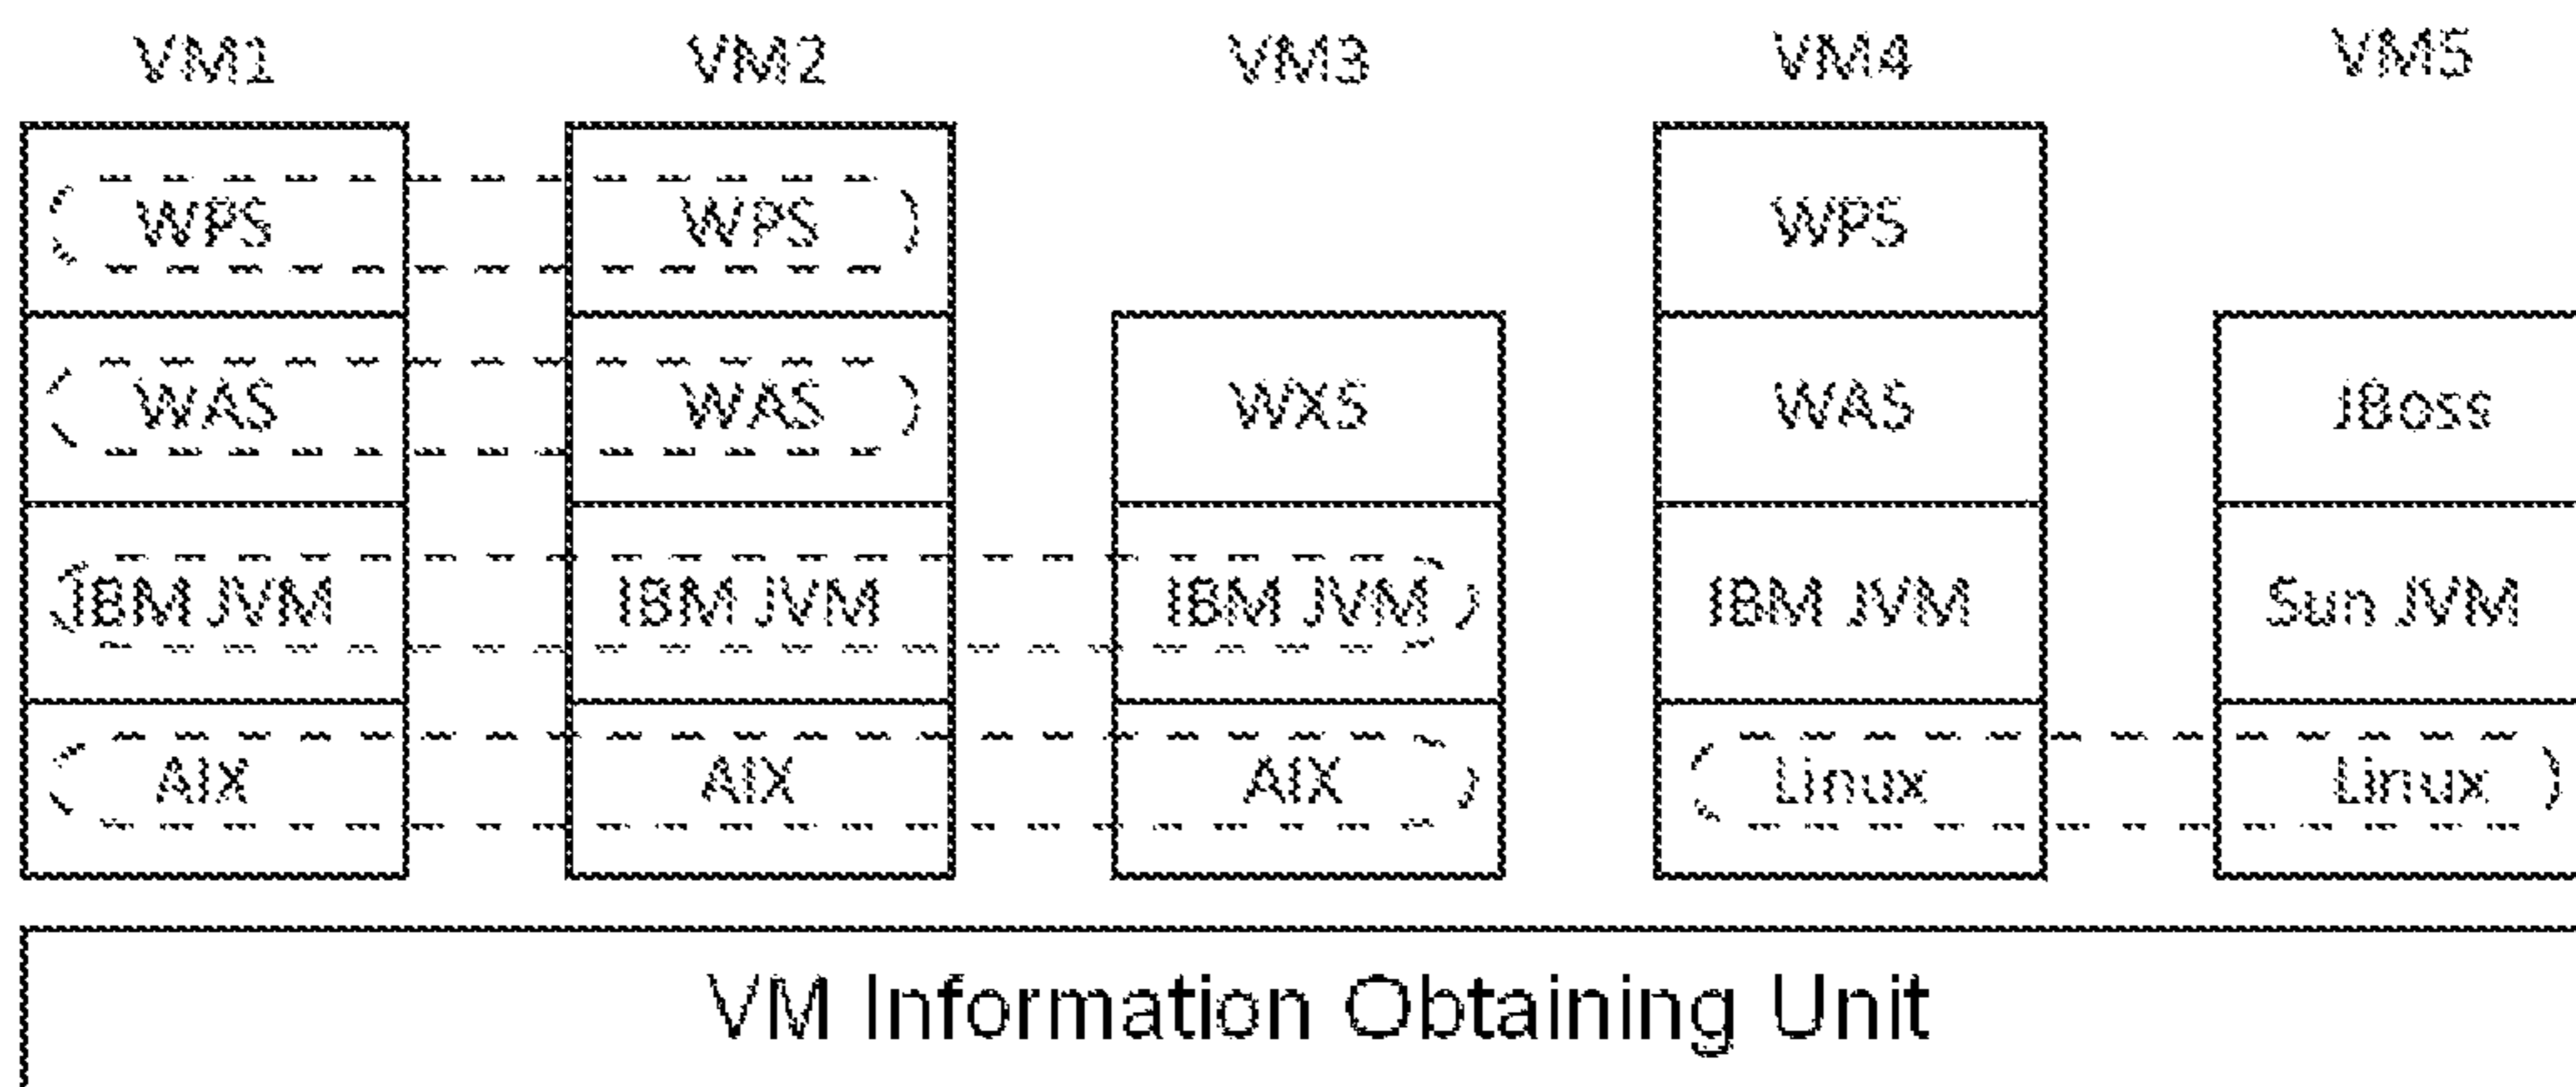 VM1 VM2 VM3 VM4 VM5
WPS WPS WPS
WAS WAS WXS WAS JBoss
IBM JVM IBM JVM IBM JVM IBM JVM Sun JVM
AIX AIX AIX Linux Linux
VM Information Obtaining Unit